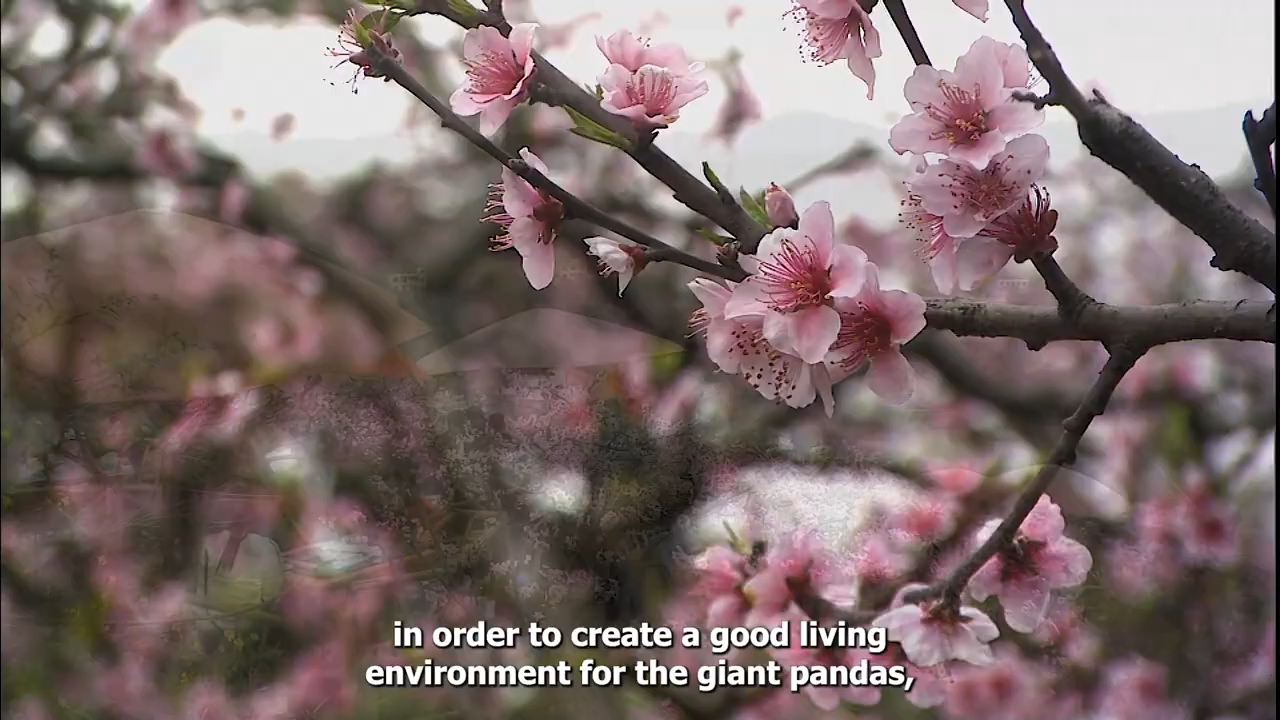 in order to create a good living
environment for the giant pandas,